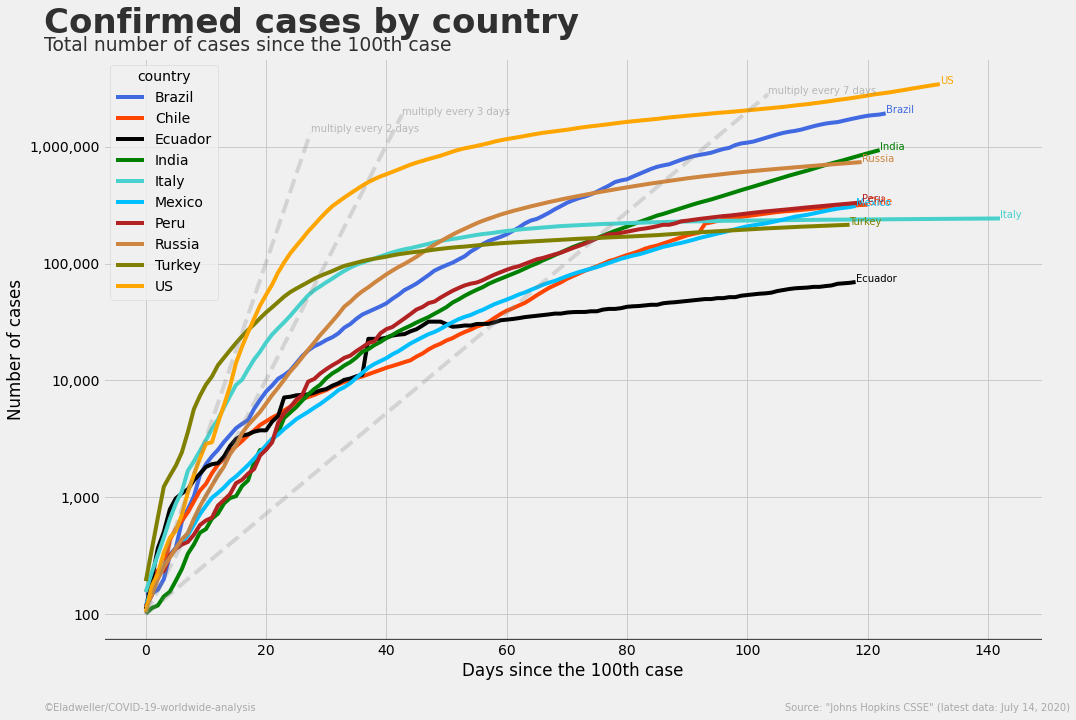 Confirmed cases by country
Total number of cases since the 100th case
country
Brazil
Chile
Ecuador
India
Italy
Mexico
Peru
Russia
Turkey
US
multiply every 2 days
multiply every 3 days
multiply every 7 days
US
Brazil
India
Russia
Peru
Italy
Turkey
Ecuador
Number of cases
1,000,000
100,000
10,000
1,000
100
0 20 40 60 80 100 120 140
Days since the 100th case
©Eladweller/COVID-19-worldwide-analysis
Source: "Johns Hopkins CSSE" (latest data: July 14, 2020)